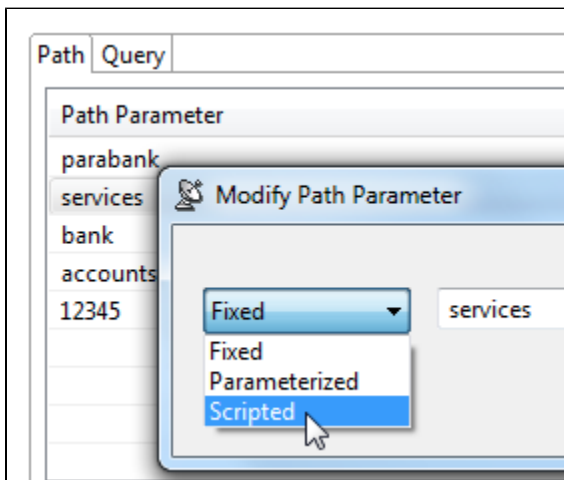 Path Query
Path Parameter
parabank
services
Modify Path Parameter
bank
accounts
12345
Fixed
services
Fixed
Parameterized
Scripted